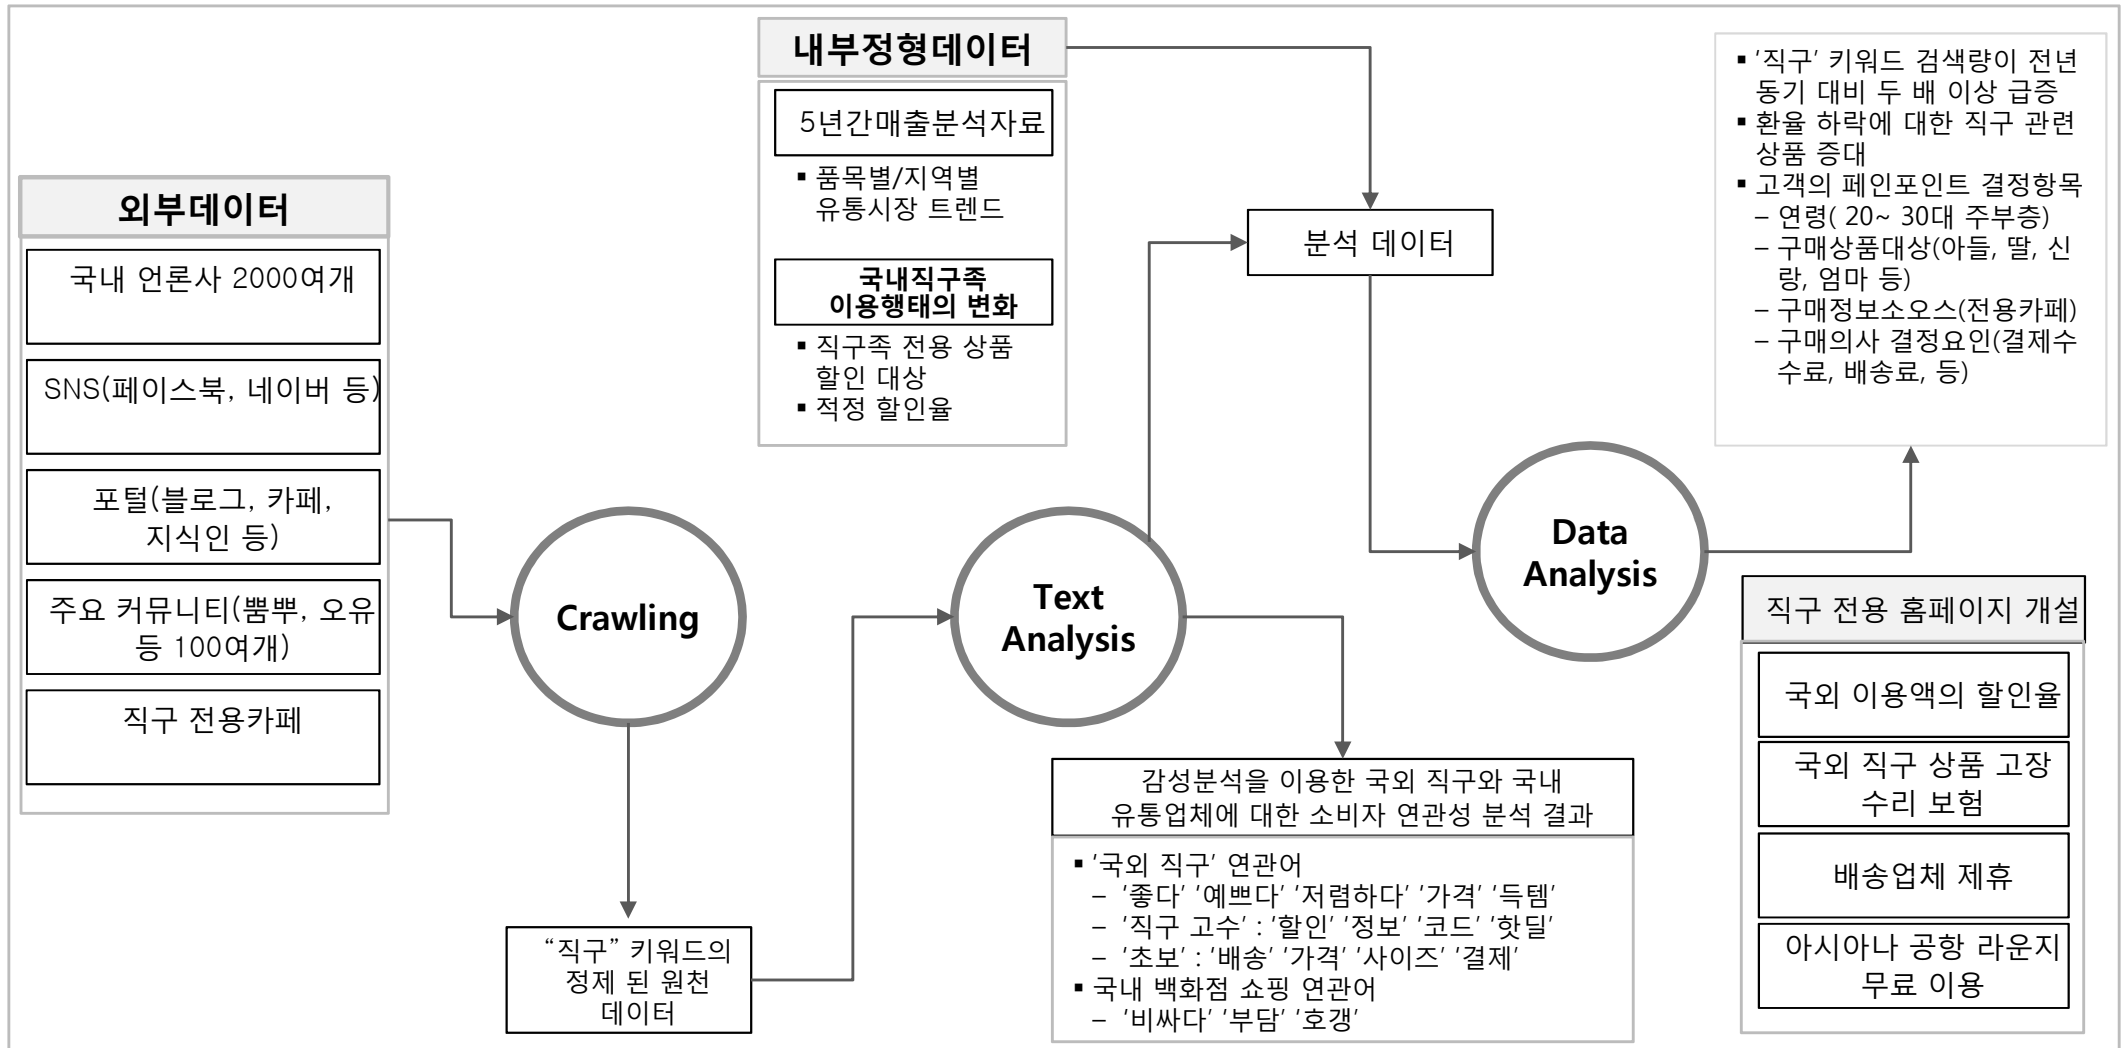 외부데이터
국내 언론사 2000여개
SNS(페이스북, 네이버 등)
포털(블로그, 카페,
지식인 등)
주요 커뮤니티(뿜뿌, 오유
등 100여개)
직구 전용카페
Crawling
“직구” 키워드의
정제 된 원천
데이터
내부정형데이터
5년간매출분석자료
▪ 품목별/지역별
유통시장 트렌드
국내직구족
이용행태의 변화
▪ 직구족 전용 상품
할인 대상
▪ 적정 할인율
Text
Analysis
감성분석을 이용한 국외 직구와 국내
유통업체에 대한 소비자 연관성 분석 결과
▪ ‘국외 직구’ 연관어
– ‘좋다’ ‘예쁘다’ ‘저렴하다’ ‘가격’ ‘득템’
– ‘직구 고수’ : ‘할인’ ‘정보’ ‘코드’ ‘핫딜’
– ‘초보’ : ‘배송’ ‘가격’ ‘사이즈’ ‘결제’
▪ 국내 백화점 쇼핑 연관어
– ‘비싸다’ ‘부담’ ‘호갱’
분석 데이터
Data
Analysis
▪ ‘직구’ 키워드 검색량이 전년
동기 대비 두 배 이상 급증
▪ 환율 하락에 대한 직구 관련
상품 증대
▪ 고객의 페인포인트 결정항목
– 연령( 20~ 30대 주부층)
– 구매상품대상(아들, 딸, 신
랑, 엄마 등)
– 구매정보소오스(전용카페)
– 구매의사 결정요인(결제수
수료, 배송료, 등)
직구 전용 홈페이지 개설
국외 이용액의 할인율
국외 직구 상품 고장
수리 보험
배송업체 제휴
아시아나 공항 라운지
무료 이용